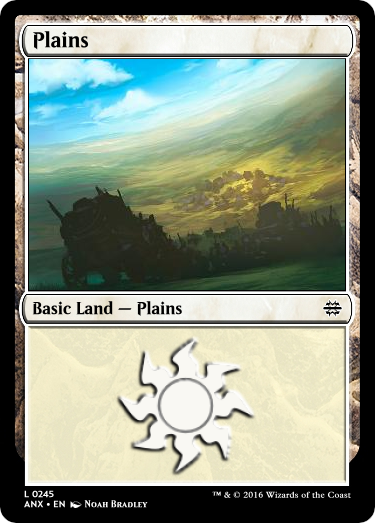 Plains
Basic Land — Plains
L 0245
ANX • EN Noah Bradley
™ & © 2016 Wizards of the Coast